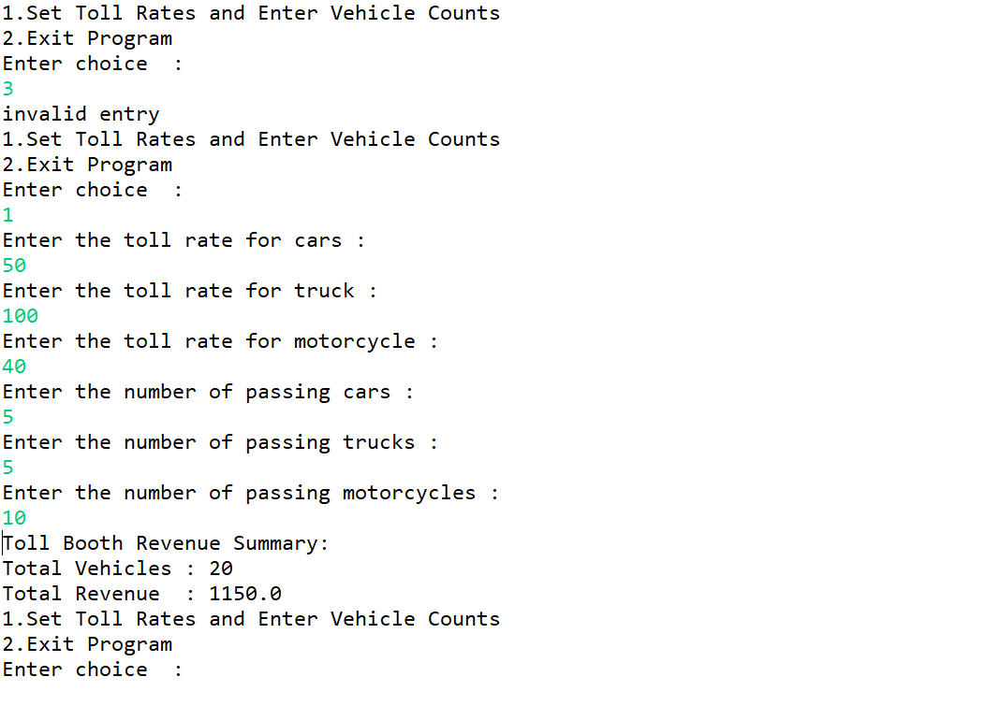 1.Set Toll Rates and Enter Vehicle Counts
2.Exit Program
Enter choice  :
3
invalid entry
1.Set Toll Rates and Enter Vehicle Counts
2.Exit Program
Enter choice  :
1
Enter the toll rate for cars :
50
Enter the toll rate for truck :
100
Enter the toll rate for motorcycle :
40
Enter the number of passing cars :
5
Enter the number of passing trucks :
5
Enter the number of passing motorcycles :
10
Toll Booth Revenue Summary:
Total Vehicles : 20
Total Revenue  : 1150.0
1.Set Toll Rates and Enter Vehicle Counts
2.Exit Program
Enter choice  :